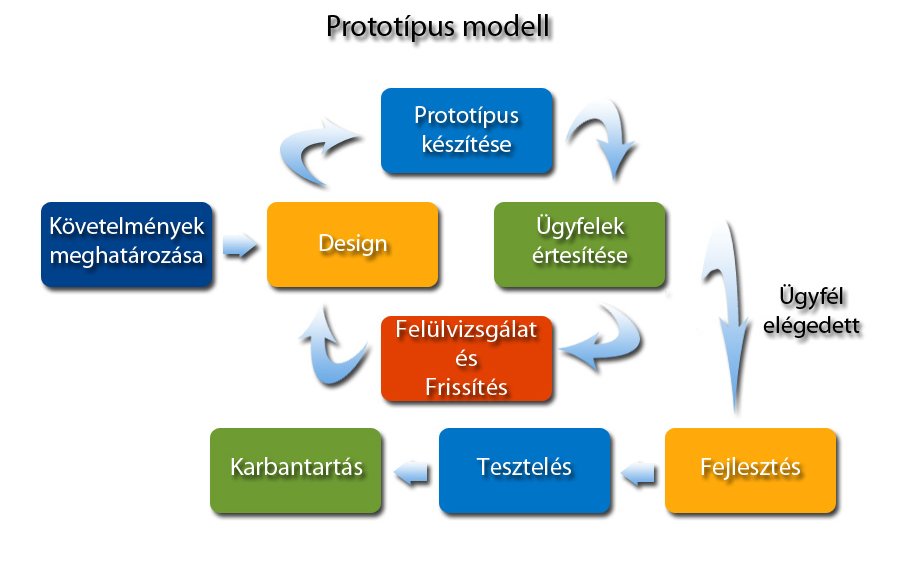 Prototípus modell
Prototípus
készítése
Követelmények
meghatározása
Design
Ügyfelek
értesítése
Ügyfél
elégedett
Felülvizsgálat
és
Frissítés
Karbantartás
Tesztelés
Fejlesztés